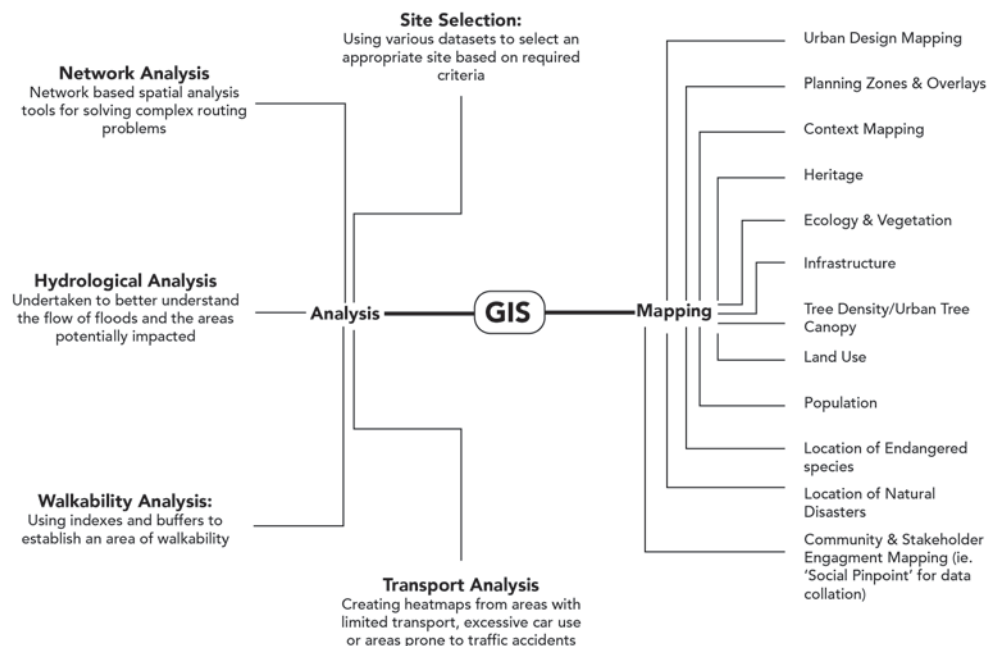 Site Selection:
Using various datasets to select an
appropriate site based on required
criteria
Network Analysis
Network based spatial analysis
tools for solving complex routing
problems
Hydrological Analysis
Undertaken to better understand
the flow of floods and the areas
potentially impacted
Walkability Analysis:
Using indexes and buffers to
establish an area of walkability
Transport Analysis
Creating heatmaps from areas with
limited transport, excessive car use
or areas prone to traffic accidents
Analysis
GIS
Mapping
Urban Design Mapping
Planning Zones & Overlays
Context Mapping
Heritage
Ecology & Vegetation
Infrastructure
Tree Density/Urban Tree
Canopy
Land Use
Population
Location of Endangered
species
Location of Natural
Disasters
Community & Stakeholder
Engagment Mapping (ie.
‘Social Pinpoint’ for data
collation)